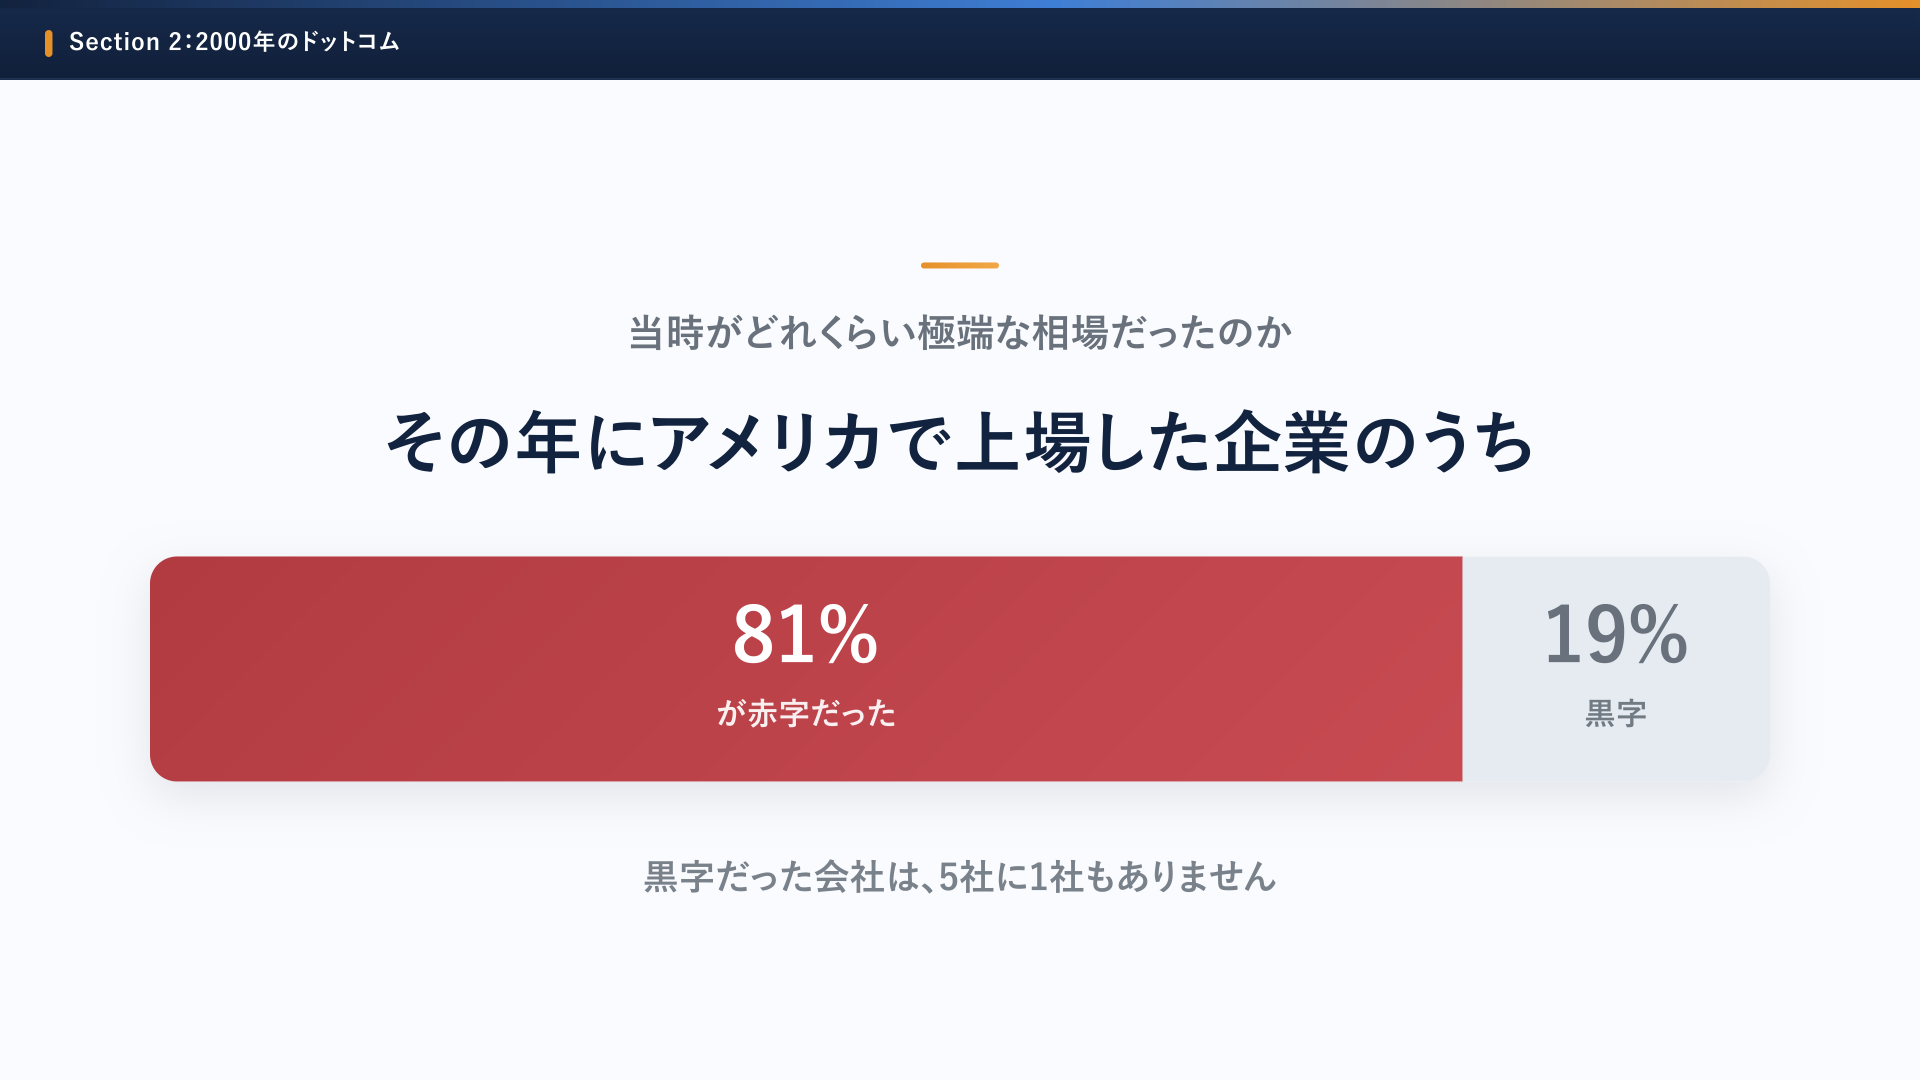 Section 2：2000年のドットコム
当時がどれくらい極端な相場だったのか
その年にアメリカで上場した企業のうち
81%
が赤字だった
19%
黒字
黒字だった会社は、5社に1社もありません